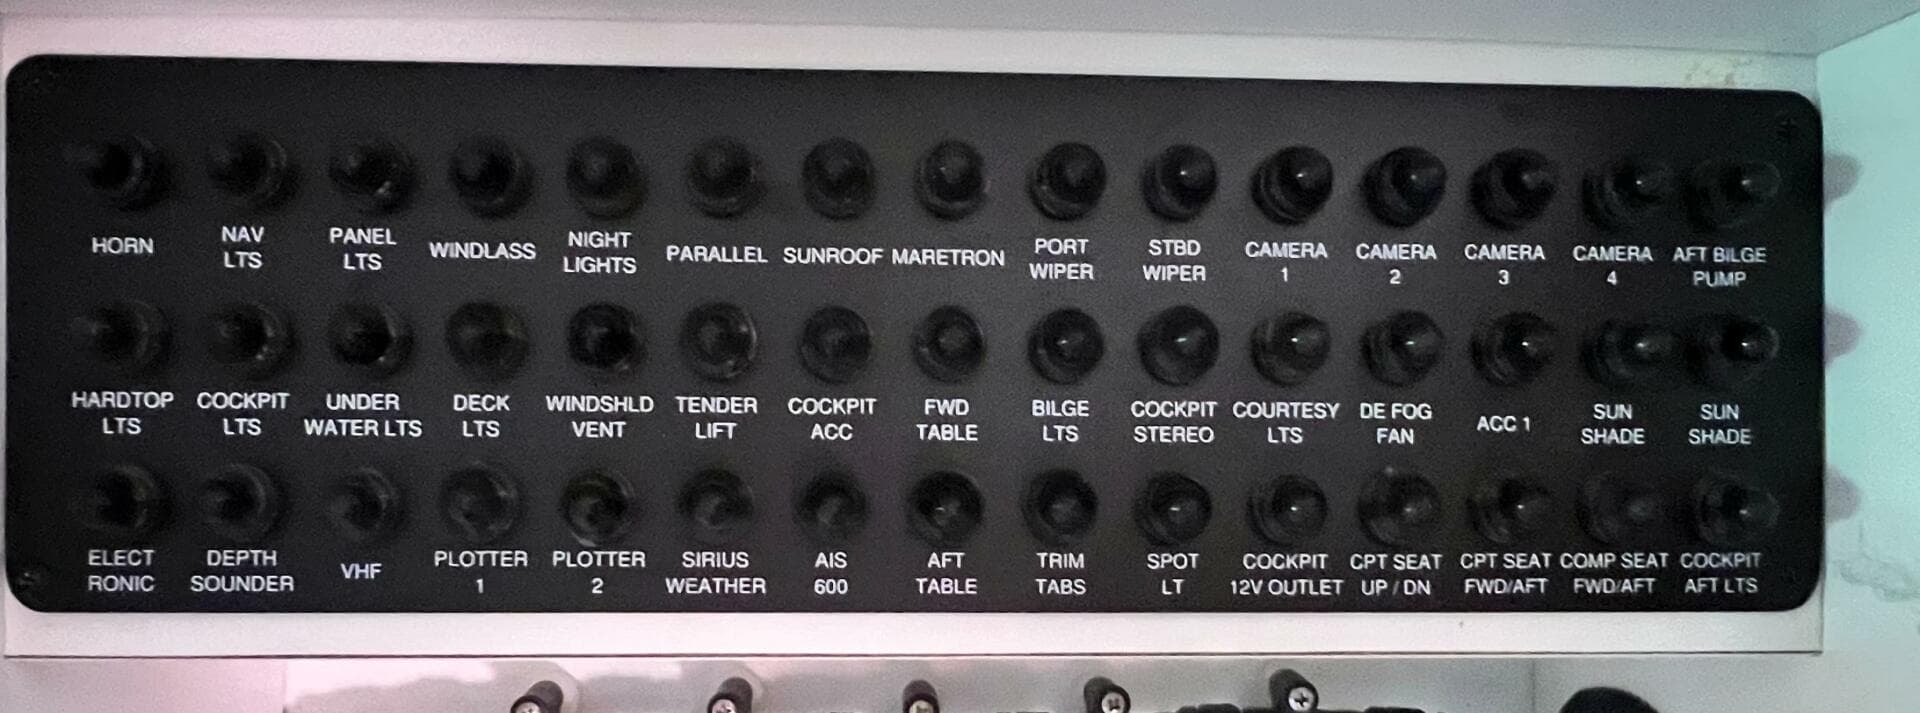 HORN
NAV
LTS
PANEL
LTS
WINDLASS
NIGHT
LIGHTS
PARALLEL
SUNROOF
MARETRON
PORT
WIPER
STBD
WIPER
CAMERA
1
CAMERA
2
CAMERA
3
CAMERA
4
AFT BILGE
PUMP
HARDTOP
LTS
COCKPIT
LTS
UNDER
WATER LTS
DECK
LTS
WINDSHLD
VENT
TENDER
LIFT
COCKPIT
ACC
FWD
TABLE
BILGE
LTS
COCKPIT
STEREO
COURTESY
LTS
DE FOG
FAN
ACC 1
SUN
SHADE
SUN
SHADE
ELECT
RONIC
DEPTH
SOUNDER
VHF
PLOTTER
1
PLOTTER
2
SIRIUS
WEATHER
AIS
600
AFT
TABLE
TRIM
TABS
SPOT
LT
COCKPIT
12V OUTLET
CPT SEAT
UP / DN
CPT SEAT
FWD/AFT
COMP SEAT
FWD/AFT
COCKPIT
AFT LTS